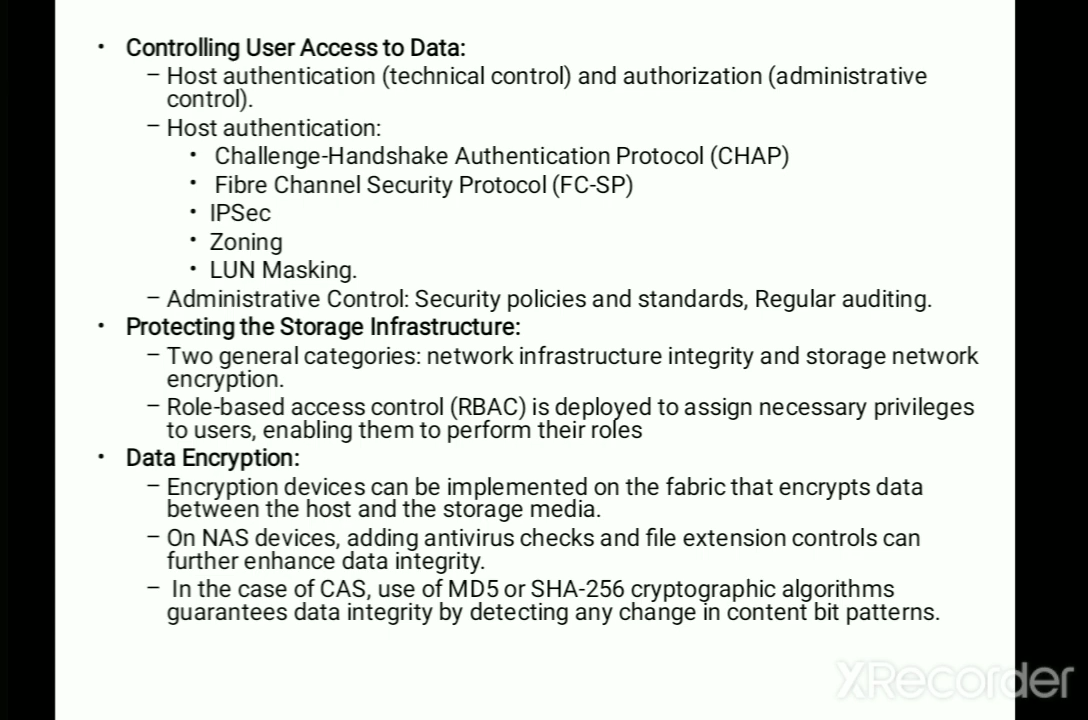 • Controlling User Access to Data:
– Host authentication (technical control) and authorization (administrative
control).
– Host authentication:
• Challenge-Handshake Authentication Protocol (CHAP)
• Fibre Channel Security Protocol (FC-SP)
• IPSec
• Zoning
• LUN Masking.
– Administrative Control: Security policies and standards, Regular auditing.
• Protecting the Storage Infrastructure:
– Two general categories: network infrastructure integrity and storage network
encryption.
– Role-based access control (RBAC) is deployed to assign necessary privileges
to users, enabling them to perform their roles
• Data Encryption:
– Encryption devices can be implemented on the fabric that encrypts data
between the host and the storage media.
– On NAS devices, adding antivirus checks and file extension controls can
further enhance data integrity.
– In the case of CAS, use of MD5 or SHA-256 cryptographic algorithms
guarantees data integrity by detecting any change in content bit patterns.
XRecorder